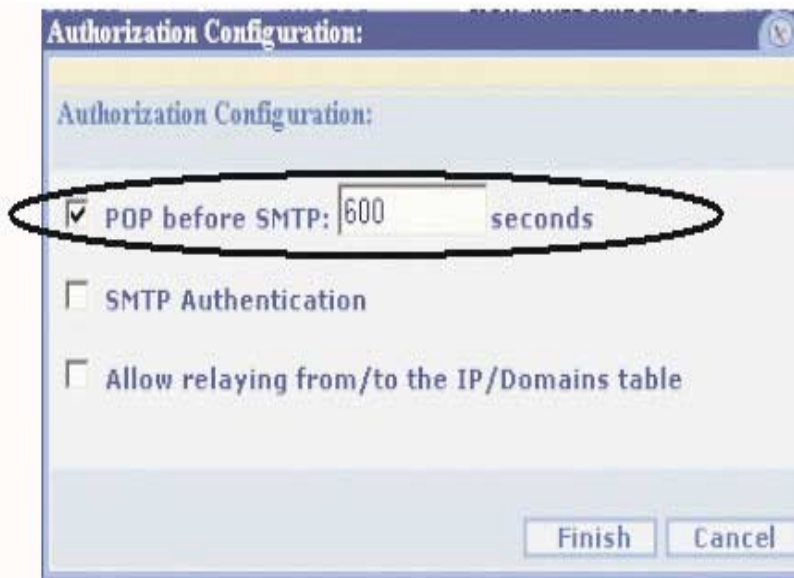 Authorization Configuration:
Authorization Configuration:
POP before SMTP: 600 seconds
SMTP Authentication
Allow relaying from/to the IP/Domains table
Finish Cancel